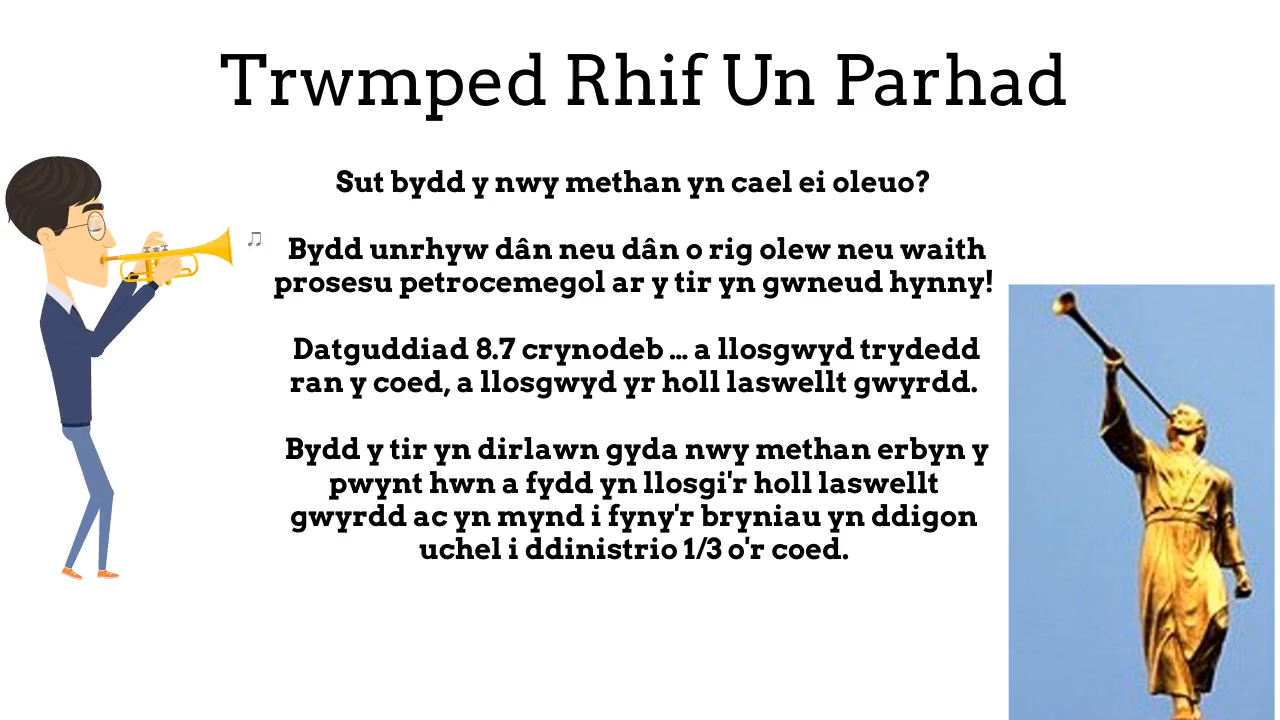 Trwmped Rhif Un Parhad
Sut bydd y nwy methan yn cael ei oleuo?
Bydd unrhyw dân neu dân o rig olew neu waith
prosesu petrocemegol ar y tir yn gwneud hynny!
Datguddiad 8.7 crynodeb ... a llosgwyd trydedd
ran y coed, a llosgwyd yr holl laswellt gwyrdd.
Bydd y tir yn dirlawn gyda nwy methan erbyn y
pwynt hwn a fydd yn llosgi'r holl laswellt
gwyrdd ac yn mynd i fyny'r bryniau yn ddigon
uchel i ddinistrio 1/3 o'r coed.